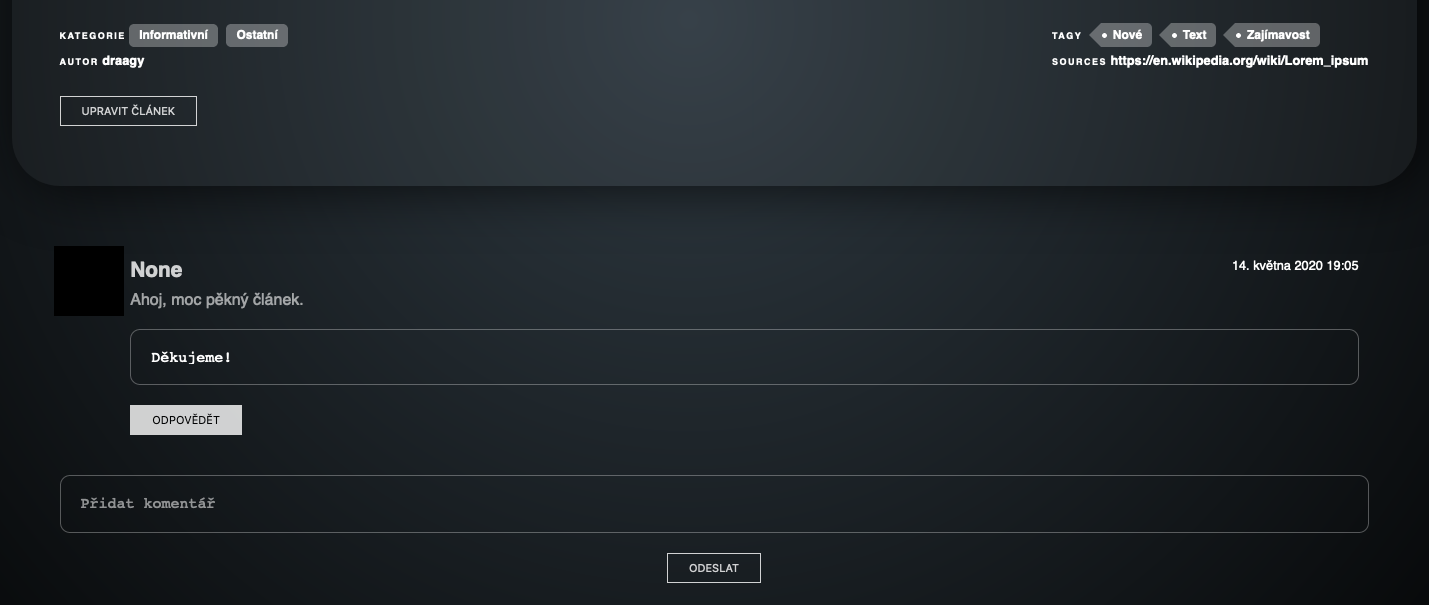 KATEGORIE Informativní Ostatní
AUTOR draagy
TAGY Nové Text Zajímavost
SOURCES https://en.wikipedia.org/wiki/Lorem_ipsum
UPRAVIT ČLÁNEK
None
14. května 2020 19:05
Ahoj, moc pěkný článek.
Děkujeme!
ODPOVĚDĚT
Přidat komentář
ODESLAT